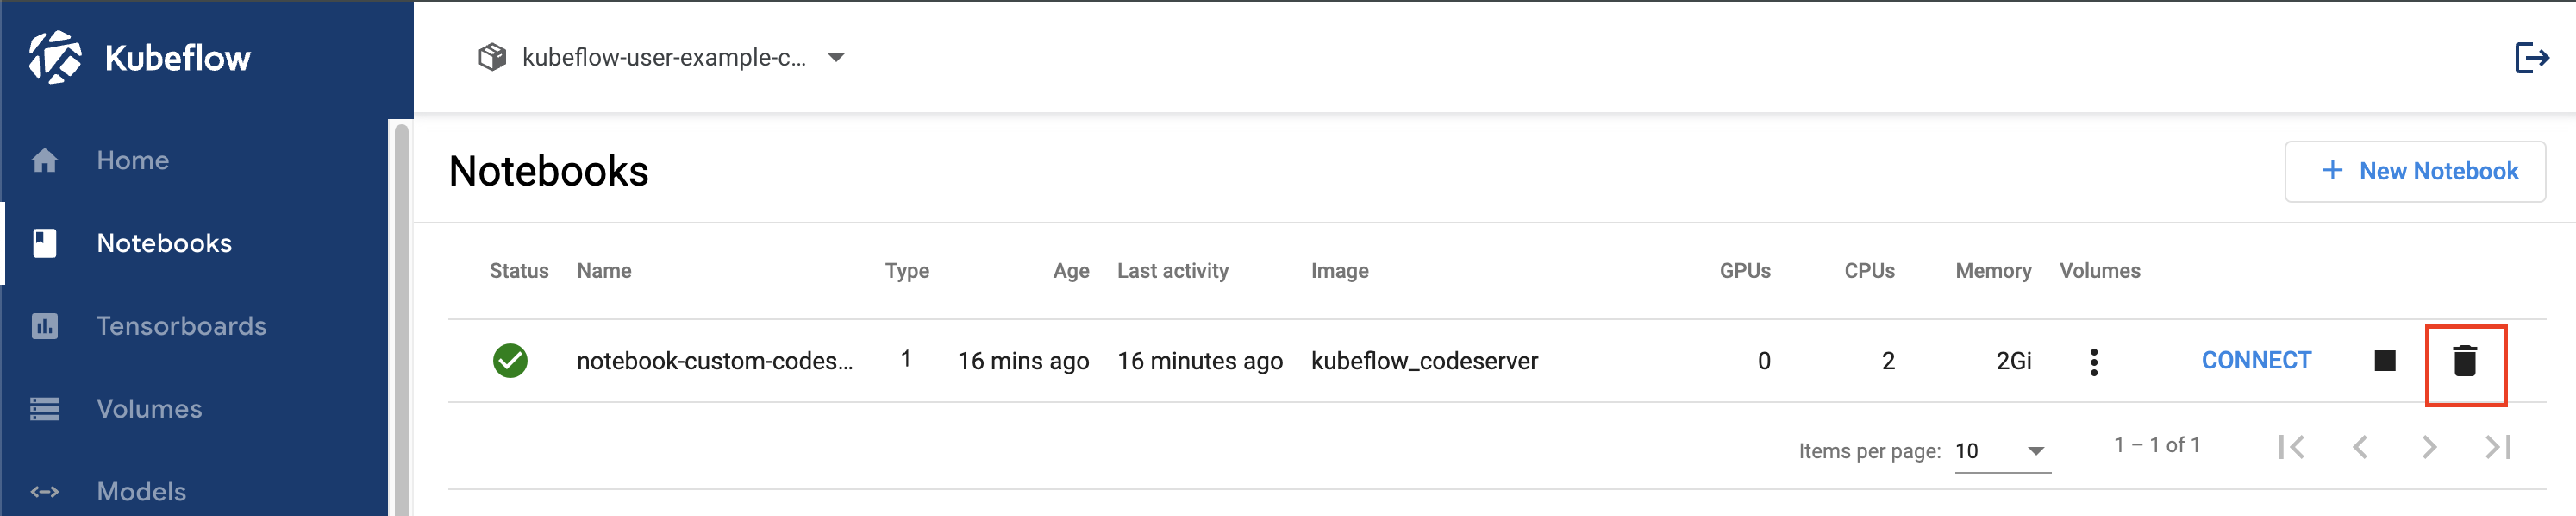 Kubeflow
kubeflow-user-example-c...
Home
Notebooks
Tensorboards
Volumes
Models
Notebooks
New Notebook
Status Name Type Age Last activity Image GPUs CPUs Memory Volumes
notebook-custom-codes... 1 16 mins ago 16 minutes ago kubeflow_codeserver 0 2 2Gi CONNECT
Items per page: 10 1 – 1 of 1